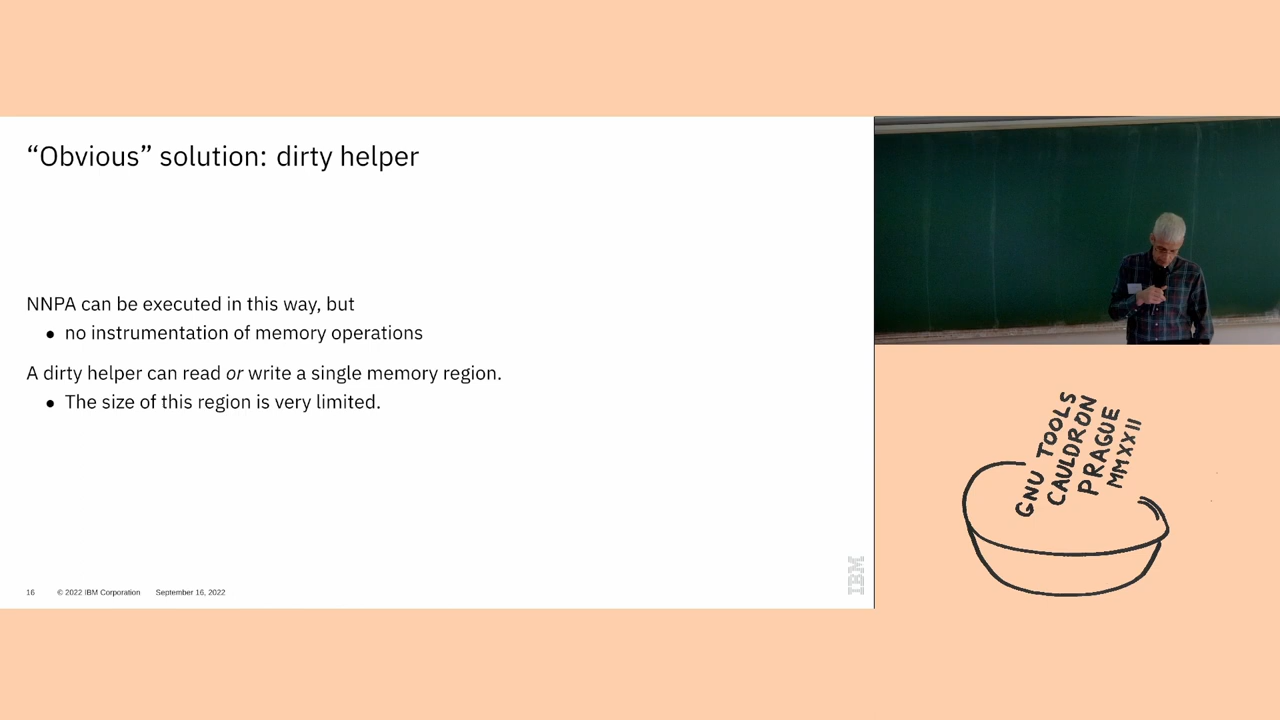 “Obvious” solution: dirty helper
NNPA can be executed in this way, but
● no instrumentation of memory operations
A dirty helper can read or write a single memory region.
● The size of this region is very limited.
16 © 2022 IBM Corporation September 16, 2022
IBM
GNU TOOLS
CAULDRON
PRAGUE
MMXXII